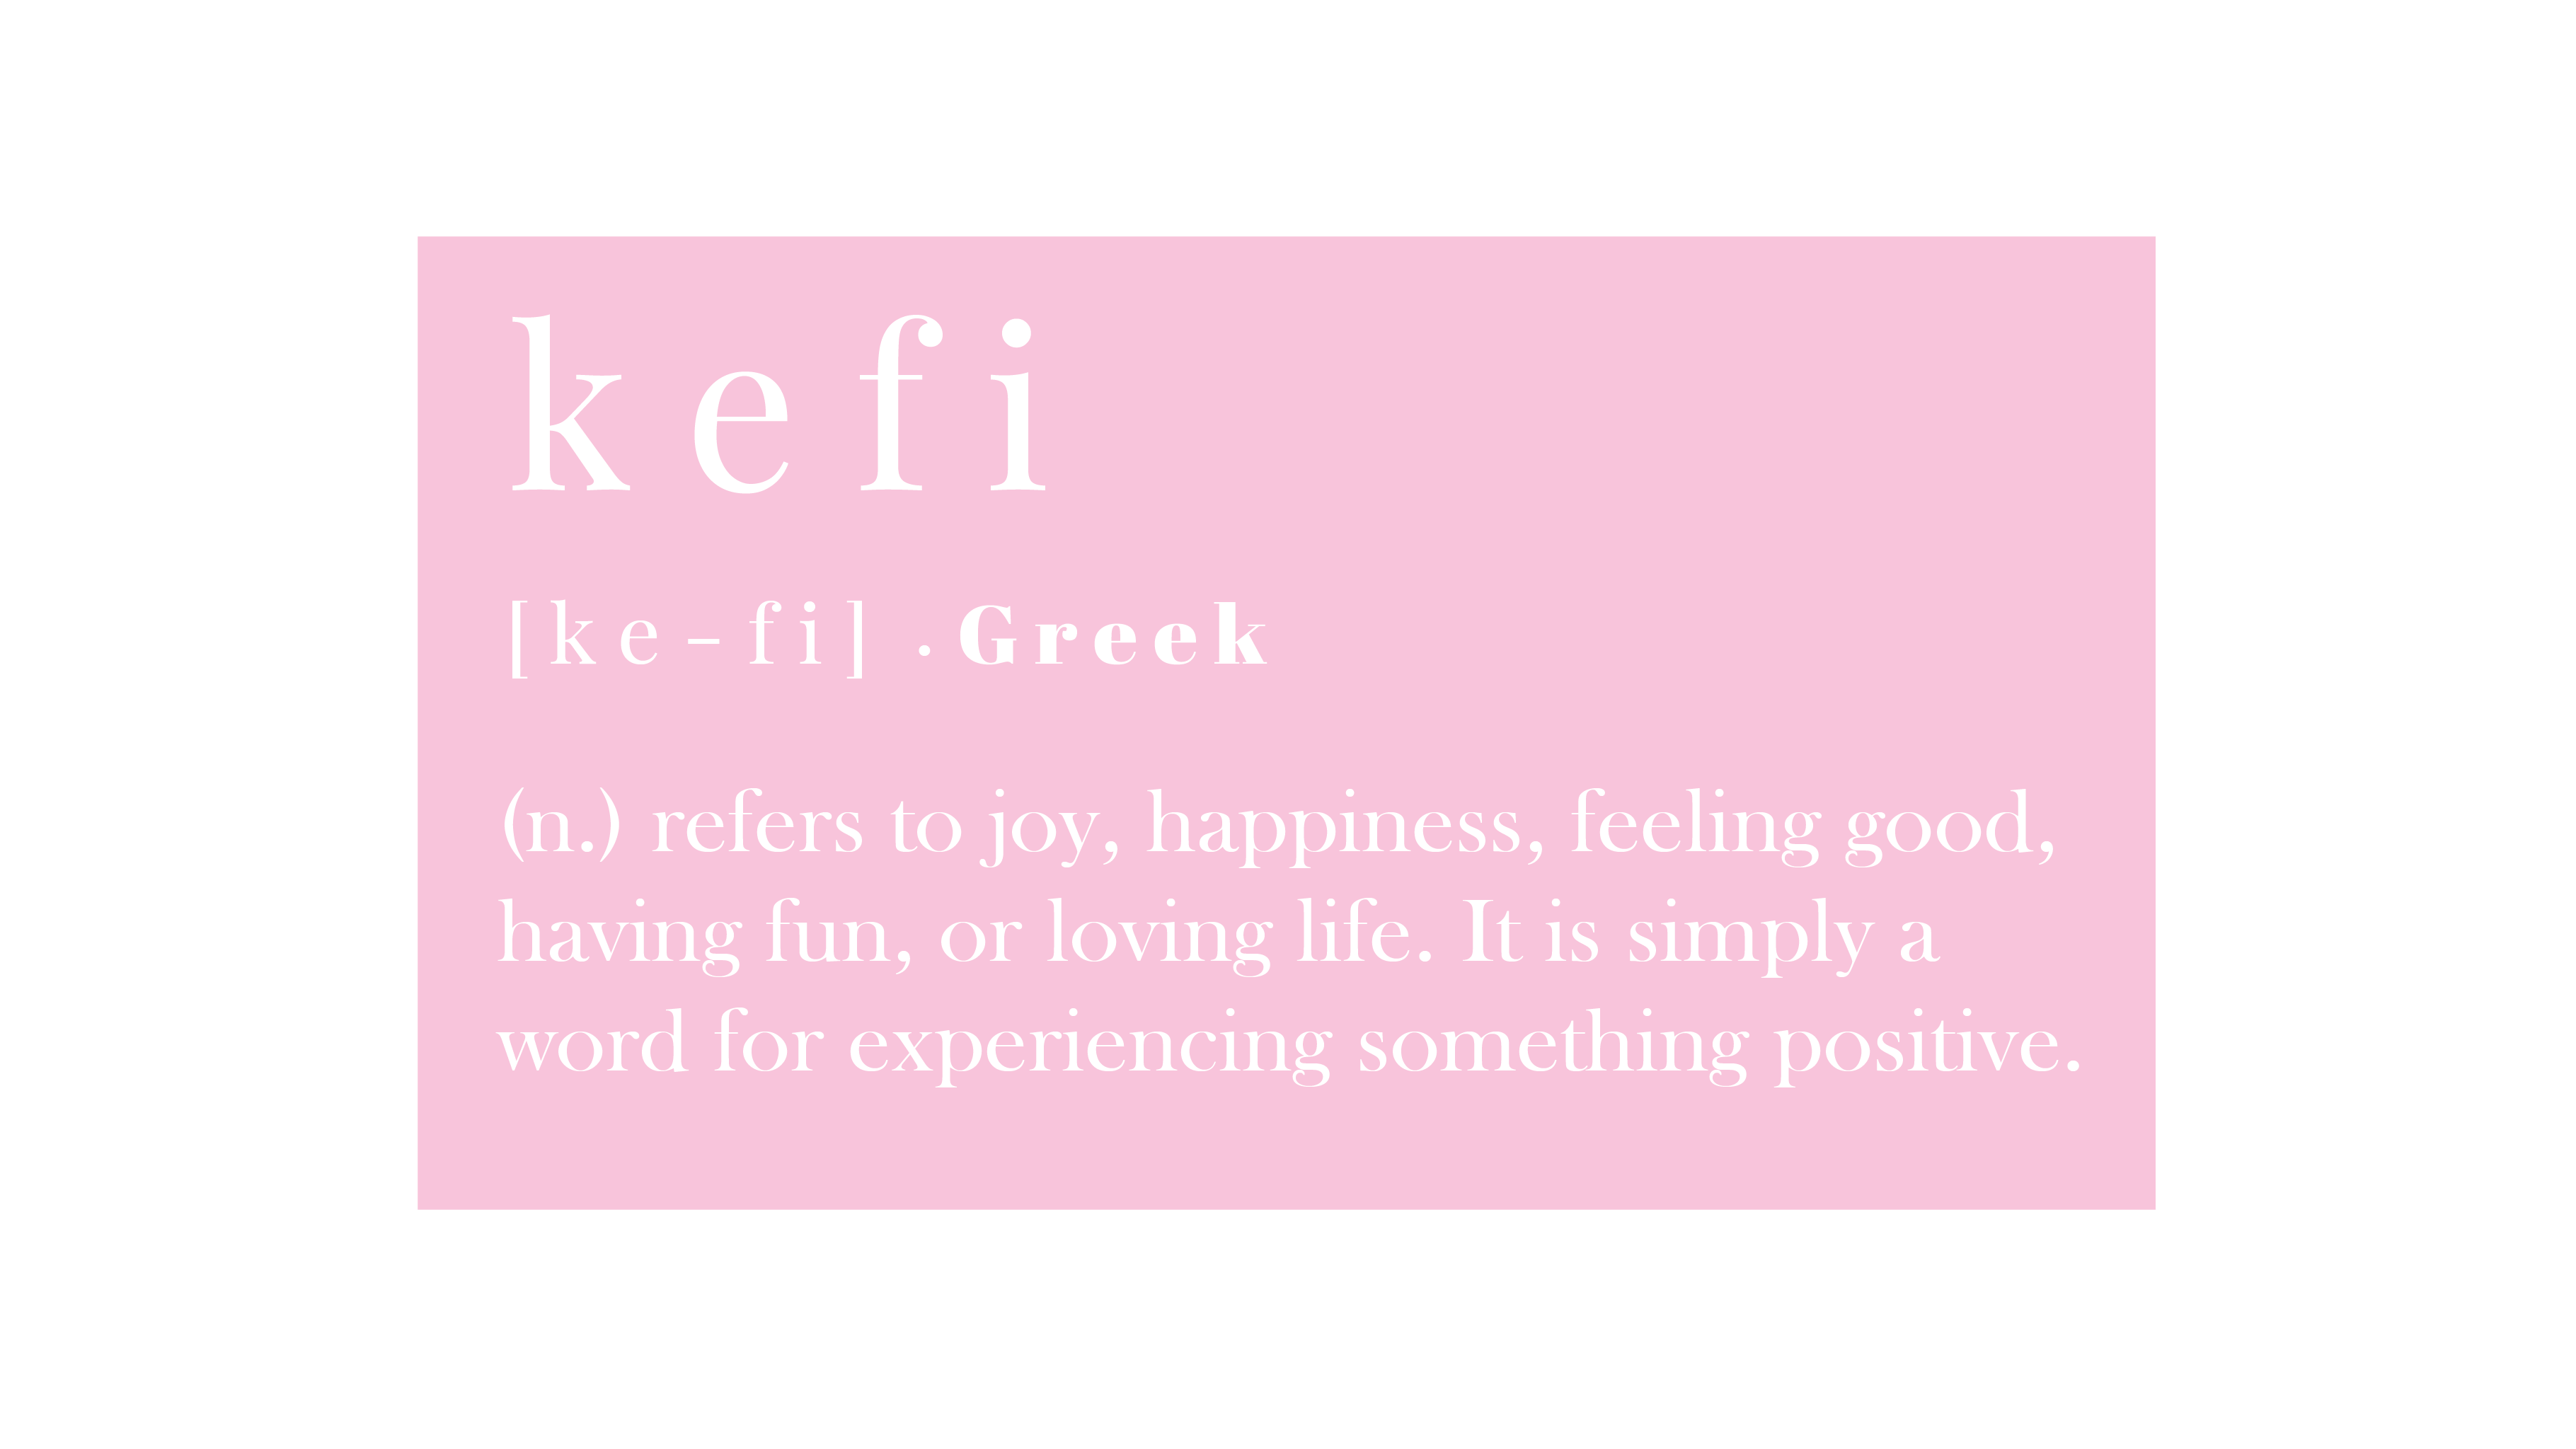 kefi
[ke-fi] . Greek
(n.) refers to joy, happiness, feeling good,
having fun, or loving life. It is simply a
word for experiencing something positive.